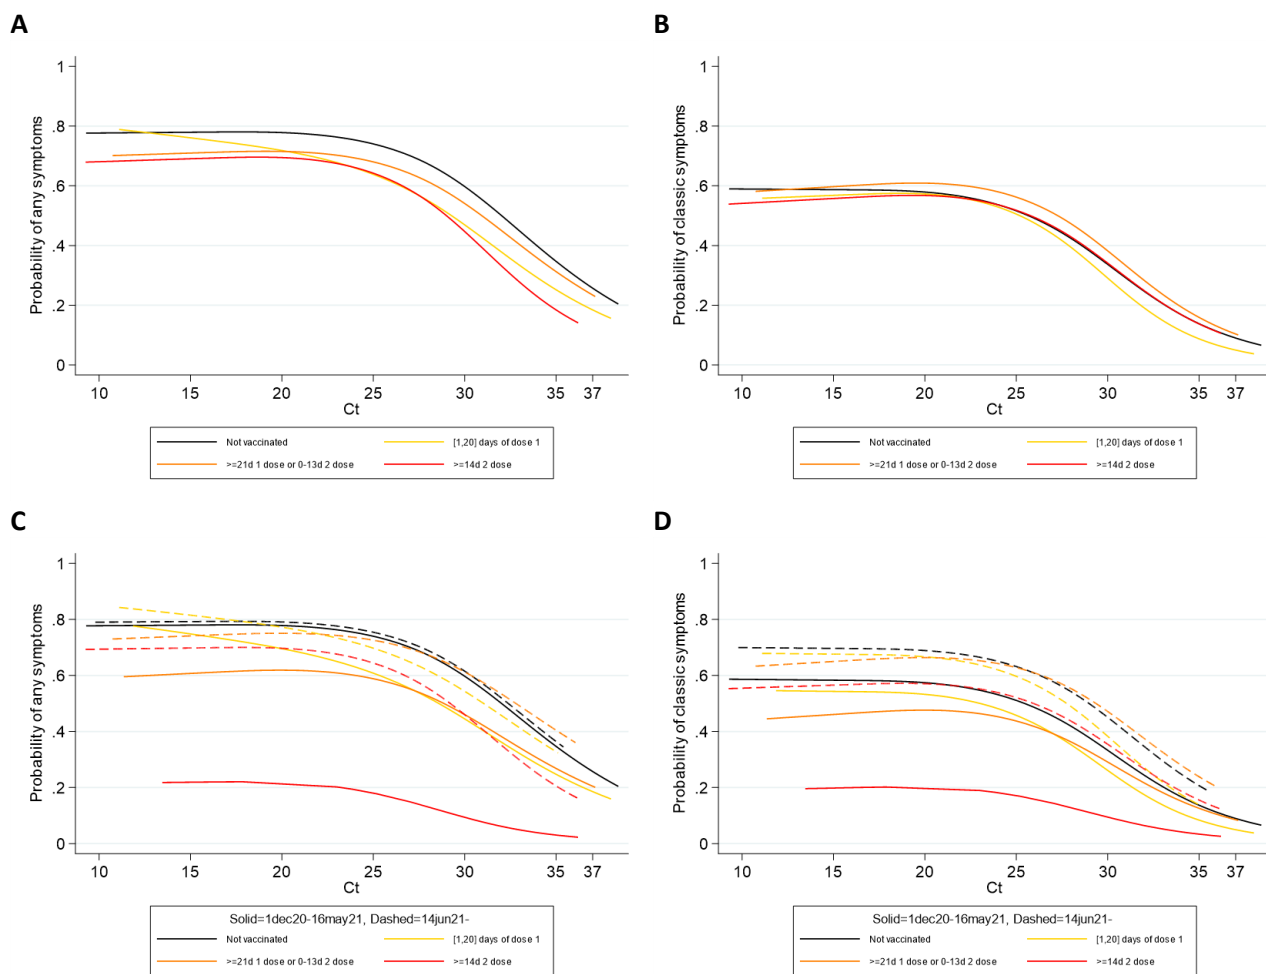 A
Probability of any symptoms
1
.8
.6
.4
.2
0
10 15 20 25 30 35 37
Ct
Not vaccinated [1,20] days of dose 1
>=21d 1 dose or 0-13d 2 dose >=14d 2 dose
B
Probability of classic symptoms
1
.8
.6
.4
.2
0
10 15 20 25 30 35 37
Ct
Not vaccinated [1,20] days of dose 1
>=21d 1 dose or 0-13d 2 dose >=14d 2 dose
C
Probability of any symptoms
1
.8
.6
.4
.2
0
10 15 20 25 30 35 37
Ct
Solid=1dec20-16may21, Dashed=14jun21-
Not vaccinated [1,20] days of dose 1
>=21d 1 dose or 0-13d 2 dose >=14d 2 dose
D
Probability of classic symptoms
1
.8
.6
.4
.2
0
10 15 20 25 30 35 37
Ct
Solid=1dec20-16may21, Dashed=14jun21-
Not vaccinated [1,20] days of dose 1
>=21d 1 dose or 0-13d 2 dose >=14d 2 dose